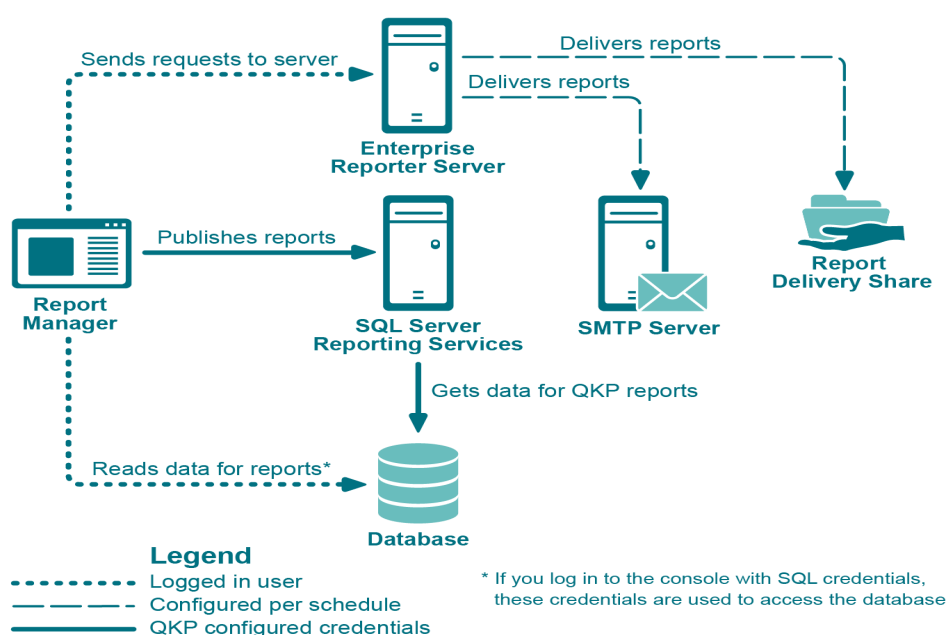 Sends requests to server
Delivers reports
Delivers reports
Enterprise
Reporter Server
Publishes reports
Report
Manager
SQL Server
Reporting Services
SMTP Server
Report
Delivery Share
Gets data for QKP reports
Reads data for reports*
Database
Legend
Logged in user
Configured per schedule
QKP configured credentials
* If you log in to the console with SQL credentials,
these credentials are used to access the database